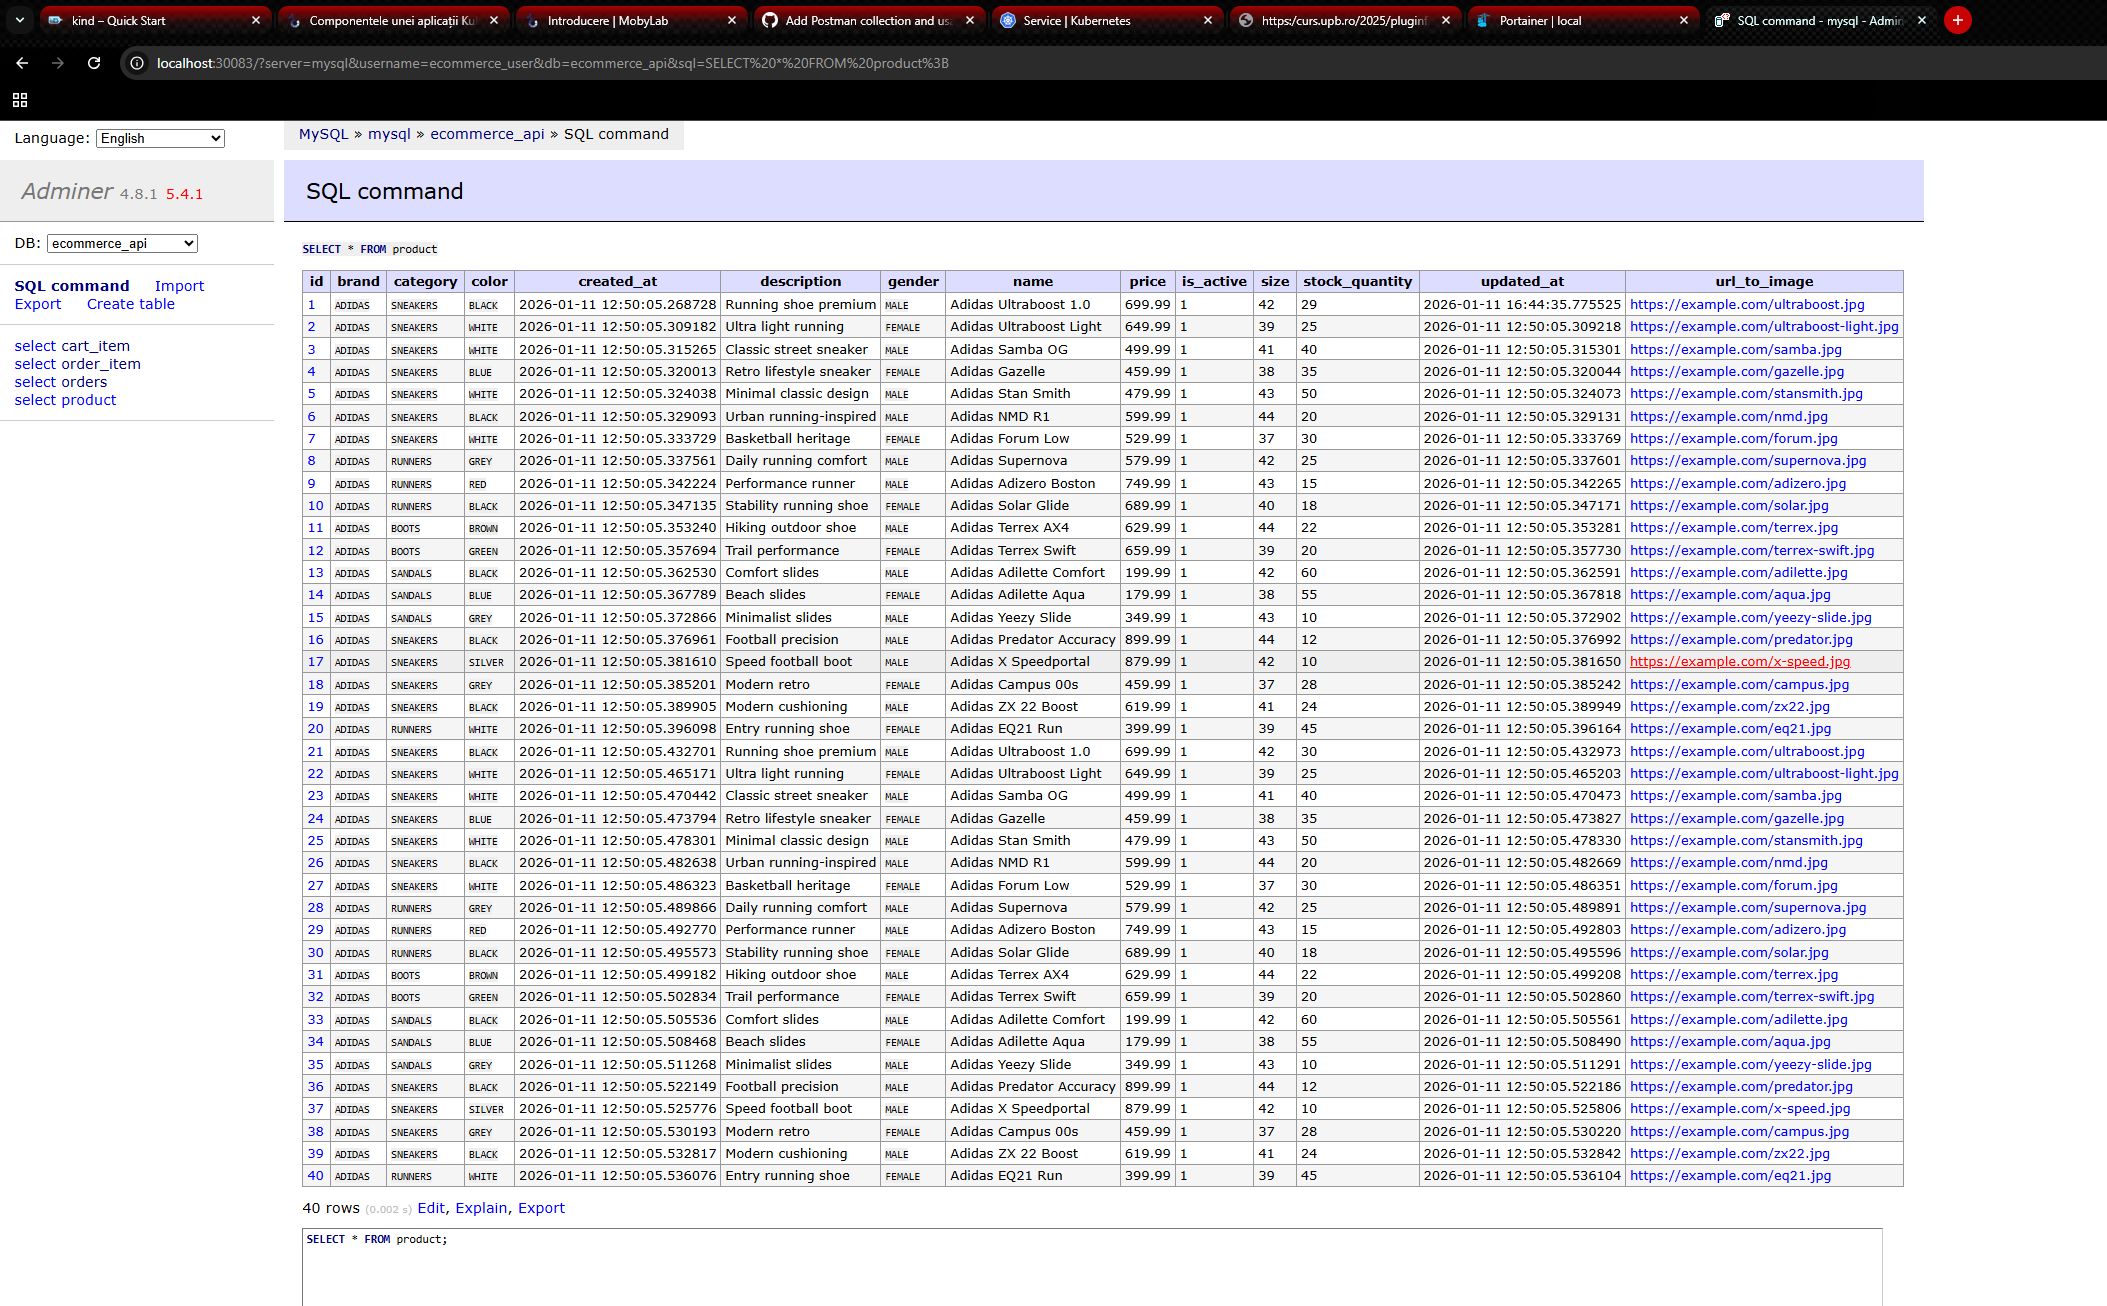 kind – Quick Start
Componentele unei aplicații Ku
Introducere | MobyLab
Add Postman collection and usa
Service | Kubernetes
https:/curs.upb.ro/2025/pluginf
Portainer | local
SQL command - mysql - Admin
localhost:30083/?server=mysql&username=ecommerce_user&db=ecommerce_api&sql=SELECT%20*%20FROM%20product%3B
Language: English
MySQL » mysql » ecommerce_api » SQL command
Adminer 4.8.1 5.4.1
SQL command
DB: ecommerce_api
SQL command Import
Export Create table
select cart_item
select order_item
select orders
select product
SELECT * FROM product
id brand category color created_at description gender name price is_active size stock_quantity updated_at url_to_image
1 ADIDAS SNEAKERS BLACK 2026-01-11 12:50:05.268728 Running shoe premium MALE Adidas Ultraboost 1.0 699.99 1 42 29 2026-01-11 16:44:35.775525 https://example.com/ultraboost.jpg
2 ADIDAS SNEAKERS WHITE 2026-01-11 12:50:05.309182 Ultra light running FEMALE Adidas Ultraboost Light 649.99 1 39 25 2026-01-11 12:50:05.309218 https://example.com/ultraboost-light.jpg
3 ADIDAS SNEAKERS WHITE 2026-01-11 12:50:05.315265 Classic street sneaker MALE Adidas Samba OG 499.99 1 41 40 2026-01-11 12:50:05.315301 https://example.com/samba.jpg
4 ADIDAS SNEAKERS BLUE 2026-01-11 12:50:05.320013 Retro lifestyle sneaker FEMALE Adidas Gazelle 459.99 1 38 35 2026-01-11 12:50:05.320044 https://example.com/gazelle.jpg
5 ADIDAS SNEAKERS WHITE 2026-01-11 12:50:05.324038 Minimal classic design MALE Adidas Stan Smith 479.99 1 43 50 2026-01-11 12:50:05.324073 https://example.com/stansmith.jpg
6 ADIDAS SNEAKERS BLACK 2026-01-11 12:50:05.329093 Urban running-inspired MALE Adidas NMD R1 599.99 1 44 20 2026-01-11 12:50:05.329131 https://example.com/nmd.jpg
7 ADIDAS SNEAKERS WHITE 2026-01-11 12:50:05.333729 Basketball heritage FEMALE Adidas Forum Low 529.99 1 37 30 2026-01-11 12:50:05.333769 https://example.com/forum.jpg
8 ADIDAS RUNNERS GREY 2026-01-11 12:50:05.337561 Daily running comfort MALE Adidas Supernova 579.99 1 42 25 2026-01-11 12:50:05.337601 https://example.com/supernova.jpg
9 ADIDAS RUNNERS RED 2026-01-11 12:50:05.342224 Performance runner MALE Adidas Adizero Boston 749.99 1 43 15 2026-01-11 12:50:05.342265 https://example.com/adizero.jpg
10 ADIDAS RUNNERS BLACK 2026-01-11 12:50:05.347135 Stability running shoe FEMALE Adidas Solar Glide 689.99 1 40 18 2026-01-11 12:50:05.347171 https://example.com/solar.jpg
11 ADIDAS BOOTS BROWN 2026-01-11 12:50:05.353240 Hiking outdoor shoe MALE Adidas Terrex AX4 629.99 1 44 22 2026-01-11 12:50:05.353281 https://example.com/terrex.jpg
12 ADIDAS BOOTS GREEN 2026-01-11 12:50:05.357694 Trail performance FEMALE Adidas Terrex Swift 659.99 1 39 20 2026-01-11 12:50:05.357730 https://example.com/terrex-swift.jpg
13 ADIDAS SANDALS BLACK 2026-01-11 12:50:05.362530 Comfort slides MALE Adidas Adilette Comfort 199.99 1 42 60 2026-01-11 12:50:05.362591 https://example.com/adilette.jpg
14 ADIDAS SANDALS BLUE 2026-01-11 12:50:05.367789 Beach slides FEMALE Adidas Adilette Aqua 179.99 1 38 55 2026-01-11 12:50:05.367818 https://example.com/aqua.jpg
15 ADIDAS SANDALS GREY 2026-01-11 12:50:05.372866 Minimalist slides MALE Adidas Yeezy Slide 349.99 1 43 10 2026-01-11 12:50:05.372902 https://example.com/yeezy-slide.jpg
16 ADIDAS SNEAKERS BLACK 2026-01-11 12:50:05.376961 Football precision MALE Adidas Predator Accuracy 899.99 1 44 12 2026-01-11 12:50:05.376992 https://example.com/predator.jpg
17 ADIDAS SNEAKERS SILVER 2026-01-11 12:50:05.381610 Speed football boot MALE Adidas X Speedportal 879.99 1 42 10 2026-01-11 12:50:05.381650 https://example.com/x-speed.jpg
18 ADIDAS SNEAKERS GREY 2026-01-11 12:50:05.385201 Modern retro FEMALE Adidas Campus 00s 459.99 1 37 28 2026-01-11 12:50:05.385242 https://example.com/campus.jpg
19 ADIDAS SNEAKERS BLACK 2026-01-11 12:50:05.389905 Modern cushioning MALE Adidas ZX 22 Boost 619.99 1 41 24 2026-01-11 12:50:05.389949 https://example.com/zx22.jpg
20 ADIDAS RUNNERS WHITE 2026-01-11 12:50:05.396098 Entry running shoe FEMALE Adidas EQ21 Run 399.99 1 39 45 2026-01-11 12:50:05.396164 https://example.com/eq21.jpg
21 ADIDAS SNEAKERS BLACK 2026-01-11 12:50:05.432701 Running shoe premium MALE Adidas Ultraboost 1.0 699.99 1 42 30 2026-01-11 12:50:05.432973 https://example.com/ultraboost.jpg
22 ADIDAS SNEAKERS WHITE 2026-01-11 12:50:05.465171 Ultra light running FEMALE Adidas Ultraboost Light 649.99 1 39 25 2026-01-11 12:50:05.465203 https://example.com/ultraboost-light.jpg
23 ADIDAS SNEAKERS WHITE 2026-01-11 12:50:05.470442 Classic street sneaker MALE Adidas Samba OG 499.99 1 41 40 2026-01-11 12:50:05.470473 https://example.com/samba.jpg
24 ADIDAS SNEAKERS BLUE 2026-01-11 12:50:05.473794 Retro lifestyle sneaker FEMALE Adidas Gazelle 459.99 1 38 35 2026-01-11 12:50:05.473827 https://example.com/gazelle.jpg
25 ADIDAS SNEAKERS WHITE 2026-01-11 12:50:05.478301 Minimal classic design MALE Adidas Stan Smith 479.99 1 43 50 2026-01-11 12:50:05.478330 https://example.com/stansmith.jpg
26 ADIDAS SNEAKERS BLACK 2026-01-11 12:50:05.482638 Urban running-inspired MALE Adidas NMD R1 599.99 1 44 20 2026-01-11 12:50:05.482669 https://example.com/nmd.jpg
27 ADIDAS SNEAKERS WHITE 2026-01-11 12:50:05.486323 Basketball heritage FEMALE Adidas Forum Low 529.99 1 37 30 2026-01-11 12:50:05.486351 https://example.com/forum.jpg
28 ADIDAS RUNNERS GREY 2026-01-11 12:50:05.489866 Daily running comfort MALE Adidas Supernova 579.99 1 42 25 2026-01-11 12:50:05.489891 https://example.com/supernova.jpg
29 ADIDAS RUNNERS RED 2026-01-11 12:50:05.492770 Performance runner MALE Adidas Adizero Boston 749.99 1 43 15 2026-01-11 12:50:05.492803 https://example.com/adizero.jpg
30 ADIDAS RUNNERS BLACK 2026-01-11 12:50:05.495573 Stability running shoe FEMALE Adidas Solar Glide 689.99 1 40 18 2026-01-11 12:50:05.495596 https://example.com/solar.jpg
31 ADIDAS BOOTS BROWN 2026-01-11 12:50:05.499182 Hiking outdoor shoe MALE Adidas Terrex AX4 629.99 1 44 22 2026-01-11 12:50:05.499208 https://example.com/terrex.jpg
32 ADIDAS BOOTS GREEN 2026-01-11 12:50:05.502834 Trail performance FEMALE Adidas Terrex Swift 659.99 1 39 20 2026-01-11 12:50:05.502860 https://example.com/terrex-swift.jpg
33 ADIDAS SANDALS BLACK 2026-01-11 12:50:05.505536 Comfort slides MALE Adidas Adilette Comfort 199.99 1 42 60 2026-01-11 12:50:05.505561 https://example.com/adilette.jpg
34 ADIDAS SANDALS BLUE 2026-01-11 12:50:05.508468 Beach slides FEMALE Adidas Adilette Aqua 179.99 1 38 55 2026-01-11 12:50:05.508490 https://example.com/aqua.jpg
35 ADIDAS SANDALS GREY 2026-01-11 12:50:05.511268 Minimalist slides MALE Adidas Yeezy Slide 349.99 1 43 10 2026-01-11 12:50:05.511291 https://example.com/yeezy-slide.jpg
36 ADIDAS SNEAKERS BLACK 2026-01-11 12:50:05.522149 Football precision MALE Adidas Predator Accuracy 899.99 1 44 12 2026-01-11 12:50:05.522186 https://example.com/predator.jpg
37 ADIDAS SNEAKERS SILVER 2026-01-11 12:50:05.525776 Speed football boot MALE Adidas X Speedportal 879.99 1 42 10 2026-01-11 12:50:05.525806 https://example.com/x-speed.jpg
38 ADIDAS SNEAKERS GREY 2026-01-11 12:50:05.530193 Modern retro FEMALE Adidas Campus 00s 459.99 1 37 28 2026-01-11 12:50:05.530220 https://example.com/campus.jpg
39 ADIDAS SNEAKERS BLACK 2026-01-11 12:50:05.532817 Modern cushioning MALE Adidas ZX 22 Boost 619.99 1 41 24 2026-01-11 12:50:05.532842 https://example.com/zx22.jpg
40 ADIDAS RUNNERS WHITE 2026-01-11 12:50:05.536076 Entry running shoe FEMALE Adidas EQ21 Run 399.99 1 39 45 2026-01-11 12:50:05.536104 https://example.com/eq21.jpg
40 rows (0.002 s) Edit, Explain, Export
SELECT * FROM product;